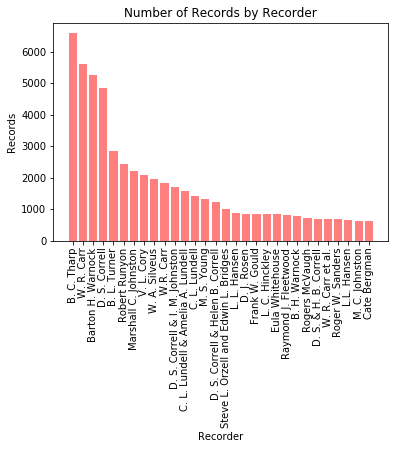 Number of Records by Recorder
Records
6000
5000
4000
3000
2000
1000
0
B. C. Tharp
W. R. Carr
Barton H. Warnock
D. S. Correll
B. L. Turner
Robert Runyon
Marshall C. Johnston
V. L. Cory
W. A. Silveus
W.R. Carr
D. S. Correll & I. M. Johnston
C. L. Lundell & Amelia A. Lundell
C. L. Lundell
M. S. Young
D. S. Correll & Helen B. Correll
Steve L. Orzell and Edwin L. Bridges
L. L. Hansen
D. J. Rosen
Frank W. Gould
L. C. Hinckley
Eula Whitehouse
Raymond J. Fleetwood
B. H. Warnock
Rogers McVaugh
D. S. & H. B. Correll
W. R. Carr et al.
Roger W. Sanders
L.L. Hansen
M. C. Johnston
Cate Bergman
Recorder